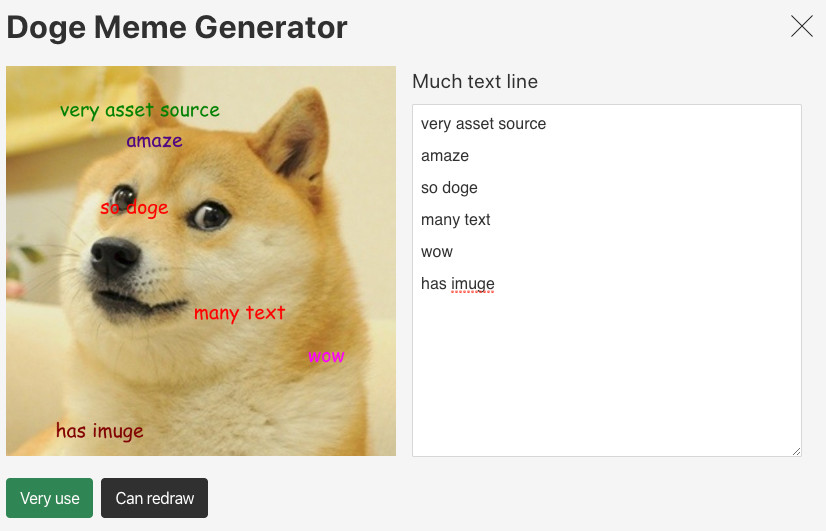 Doge Meme Generator
very asset source
amaze
so doge
many text
wow
has imuge
Much text line
very asset source
amaze
so doge
many text
wow
has imuge
Very use
Can redraw